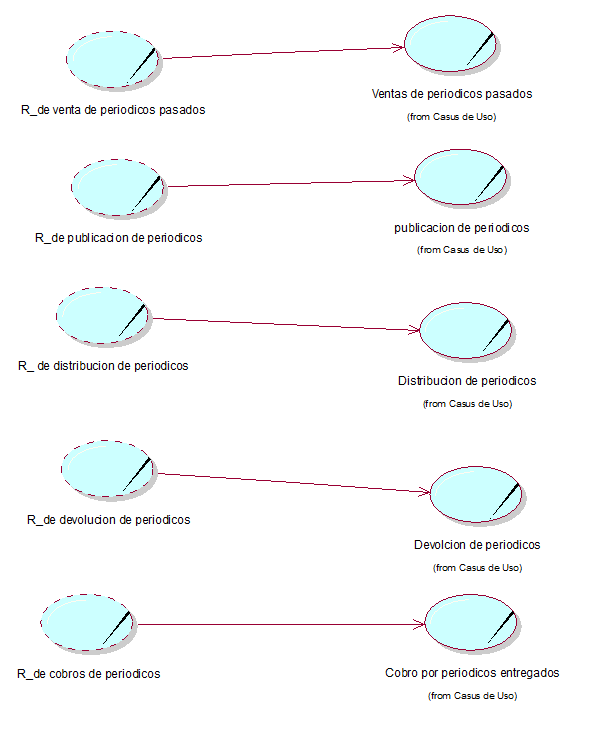 Ventas de periodicos pasados
R_de venta de periodicos pasados
(from Casus de Uso)
publicacion de periodicos
R_de publicacion de periodicos
(from Casus de Uso)
R_ de distribucion de periodicos
Distribucion de periodicos
(from Casus de Uso)
R_de devolucion de periodicos
Devolcion de periodicos
(from Casus de Uso)
R_de cobros de periodicos
Cobro por periodicos entregados
(from Casus de Uso)